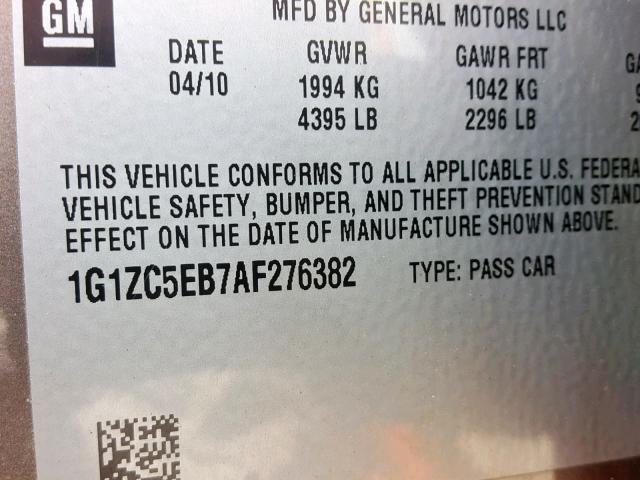 GM
MFD BY GENERAL MOTORS LLC
DATE GVWR GAWR FRT
04/10 1994 KG 1042 KG
4395 LB 2296 LB
THIS VEHICLE CONFORMS TO ALL APPLICABLE U.S. FEDERA
VEHICLE SAFETY, BUMPER, AND THEFT PREVENTION STAND
EFFECT ON THE DATE OF MANUFACTURE SHOWN ABOVE.
1G1ZC5EB7AF276382 TYPE: PASS CAR